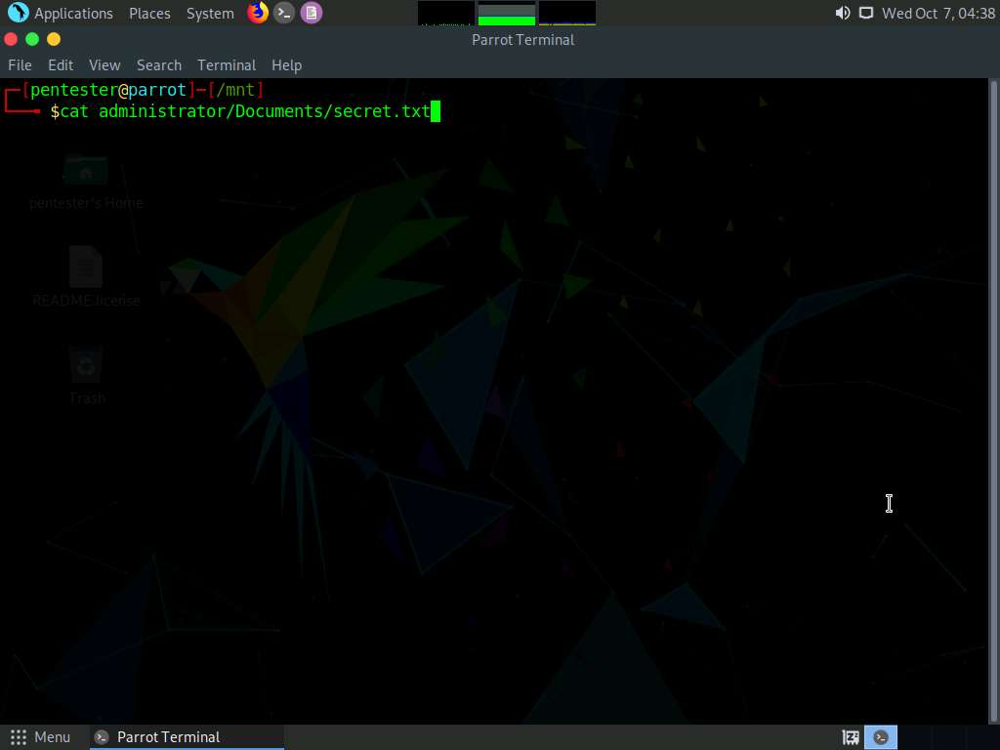 Applications Places System Wed Oct 7, 04:38
Parrot Terminal
File Edit View Search Terminal Help
┌─[pentester@parrot]─[/mnt]
└──╼ $cat administrator/Documents/secret.txt
pentester's Home
README.license
Trash
Menu Parrot Terminal